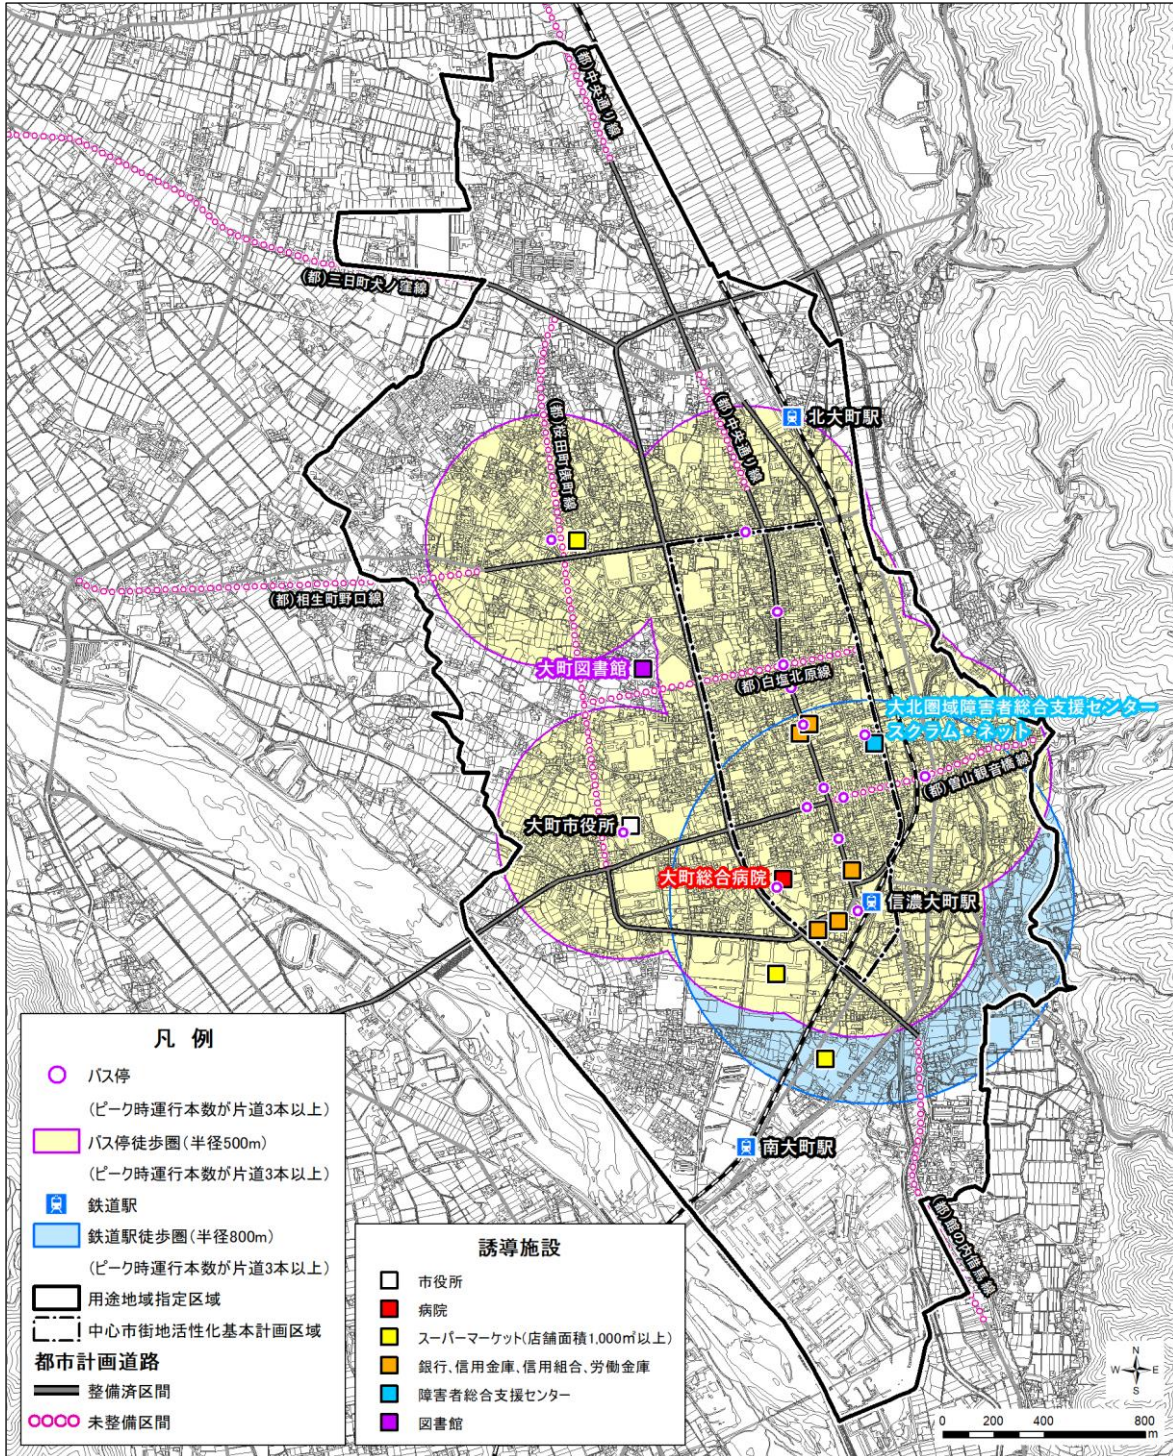 (都)中央通り線
(都)三日町大ノ窪線
北大町駅
(都)中央通り線
(都)桜田町俵町線
(都)相生町野口線
大町図書館
(都)白塩北原線
大北圏域障害者総合支援センター
スクラム・ネット
(都)曽山観音橋線
大町市役所
大町総合病院
信濃大町駅
南大町駅
(都)館の内借馬線
凡 例
バス停
(ピーク時運行本数が片道3本以上)
バス停徒歩圏(半径500m)
(ピーク時運行本数が片道3本以上)
鉄道駅
鉄道駅徒歩圏(半径800m)
(ピーク時運行本数が片道3本以上)
用途地域指定区域
中心市街地活性化基本計画区域
都市計画道路
整備済区間
未整備区間
誘導施設
市役所
病院
スーパーマーケット(店舗面積1,000㎡以上)
銀行、信用金庫、信用組合、労働金庫
障害者総合支援センター
図書館
N
W E
S
0 200 400 800
m